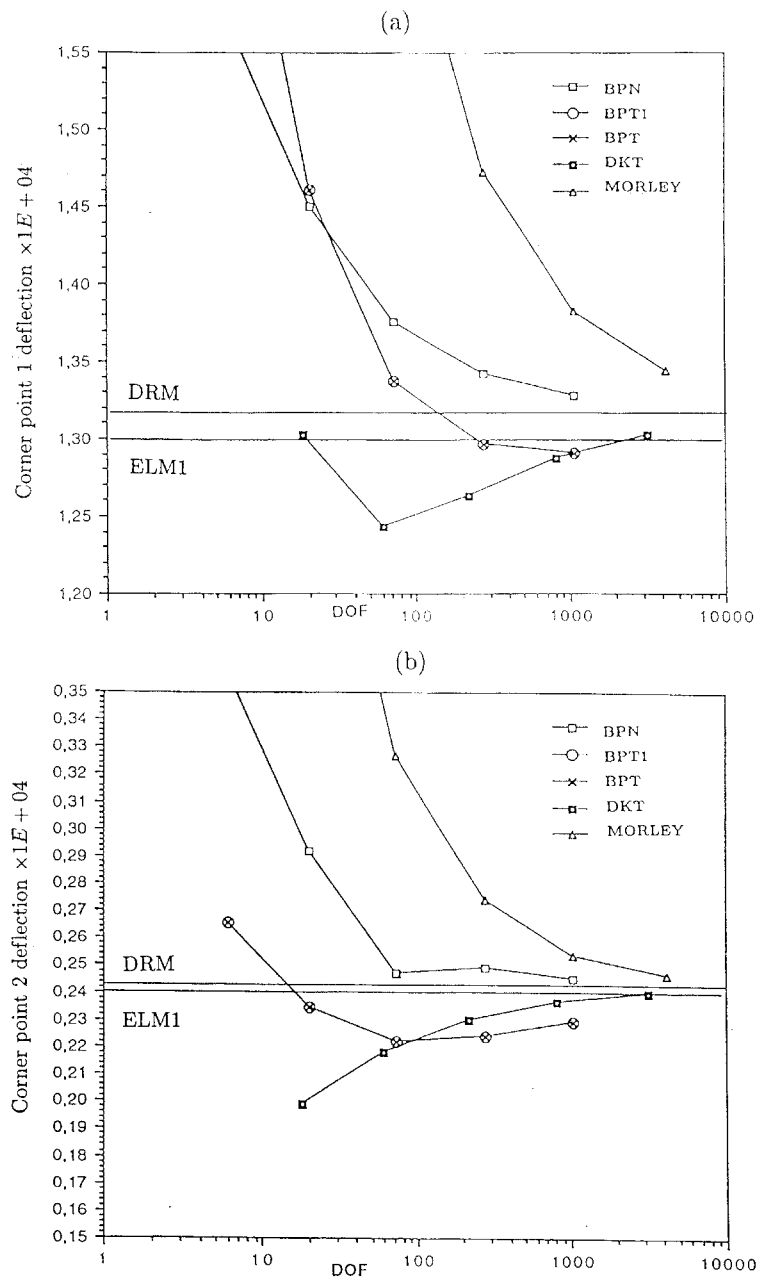 (a)
Corner point 1 deflection ×1E + 04
1,55
1,50
1,45
1,40
1,35
1,30
1,25
1,20
BPN
BPT1
BPT
DKT
MORLEY
DRM
ELM1
1
10
100
1000
10000
DOF
(b)
Corner point 2 deflection ×1E + 04
0,35
0,34
0,33
0,32
0,31
0,30
0,29
0,28
0,27
0,26
0,25
0,24
0,23
0,22
0,21
0,20
0,19
0,18
0,17
0,16
0,15
BPN
BPT1
BPT
DKT
MORLEY
DRM
ELM1
1
10
100
1000
10000
DOF